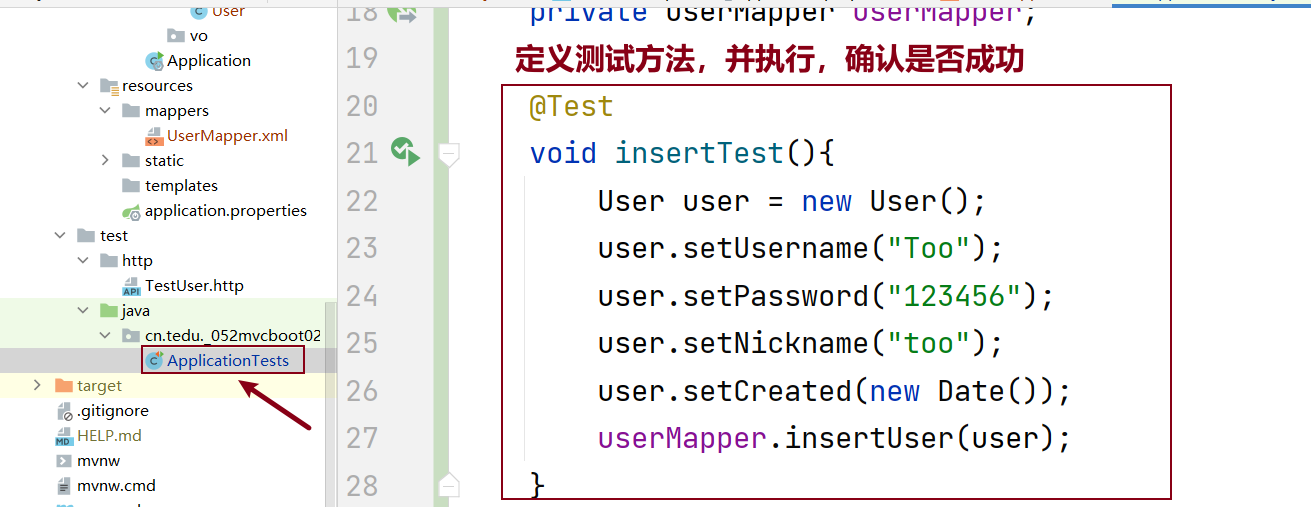 User
vo
Application
resources
mappers
UserMapper.xml
static
templates
application.properties
test
http
TestUser.http
java
cn.tedu._052mvcboot02
ApplicationTests
target
.gitignore
HELP.md
mvnw
mvnw.cmd
18 private UserMapper userMapper;
19 定义测试方法，并执行，确认是否成功
20 @Test
21 void insertTest(){
22 User user = new User();
23 user.setUsername("Too");
24 user.setPassword("123456");
25 user.setNickname("too");
26 user.setCreated(new Date());
27 userMapper.insertUser(user);
28 }